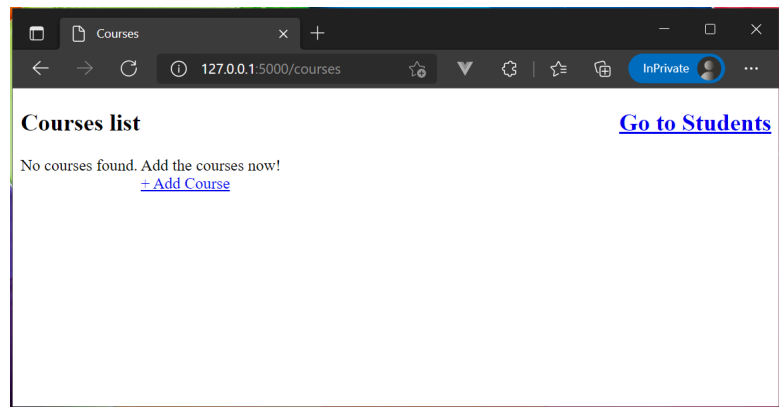 Courses
127.0.0.1:5000/courses
InPrivate
Courses list
Go to Students
No courses found. Add the courses now!
+ Add Course